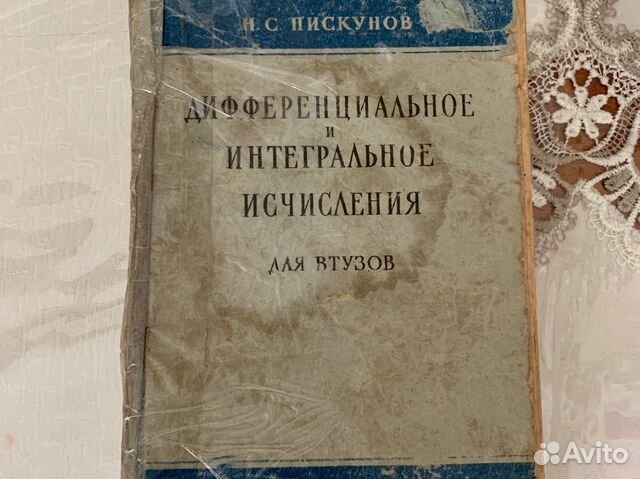 Н. С. ПИСКУНОВ
ДИФФЕРЕНЦИАЛЬНОЕ
И
ИНТЕГРАЛЬНОЕ
ИСЧИСЛЕНИЯ
ДЛЯ ВТУЗОВ
Avito